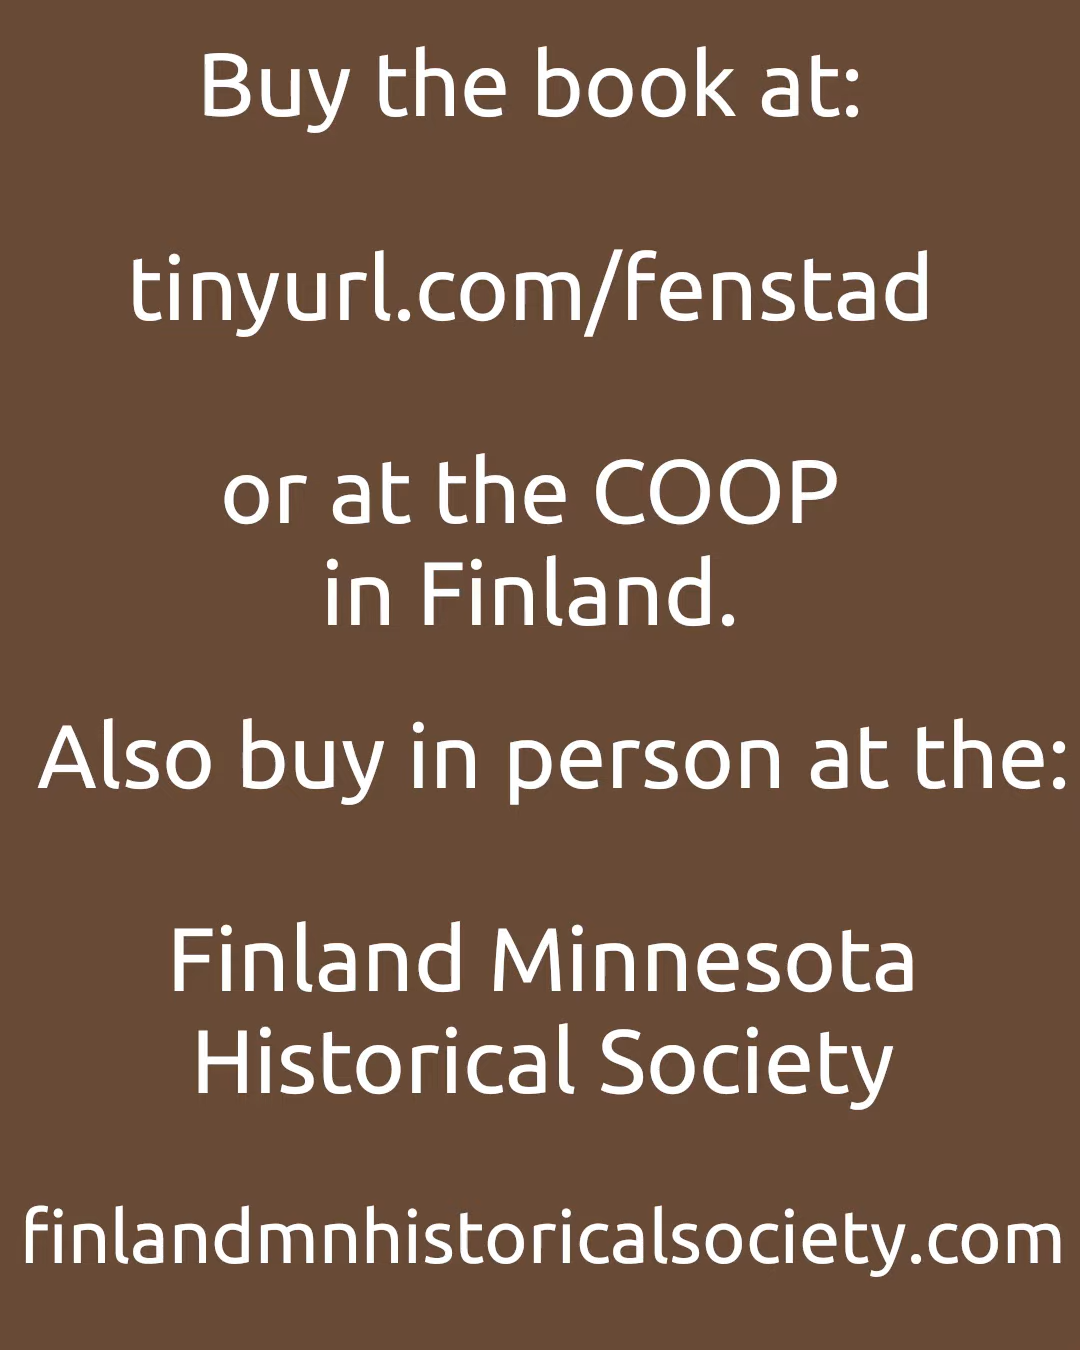 Buy the book at:
tinyurl.com/fenstad
or at the COOP
in Finland.
Also buy in person at the:
Finland Minnesota
Historical Society
finlandmnhistoricalsociety.com